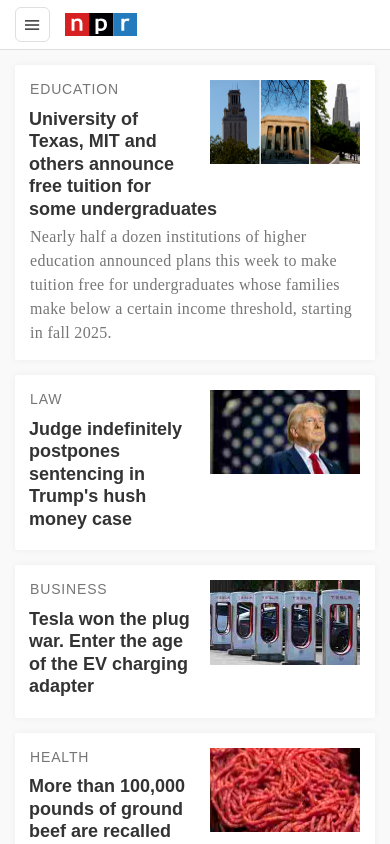 npr
EDUCATION
University of
Texas, MIT and
others announce
free tuition for
some undergraduates
Nearly half a dozen institutions of higher
education announced plans this week to make
tuition free for undergraduates whose families
make below a certain income threshold, starting
in fall 2025.
LAW
Judge indefinitely
postpones
sentencing in
Trump's hush
money case
BUSINESS
Tesla won the plug
war. Enter the age
of the EV charging
adapter
TESLA
TESLA
TESLA
TESLA
HEALTH
More than 100,000
pounds of ground
beef are recalled